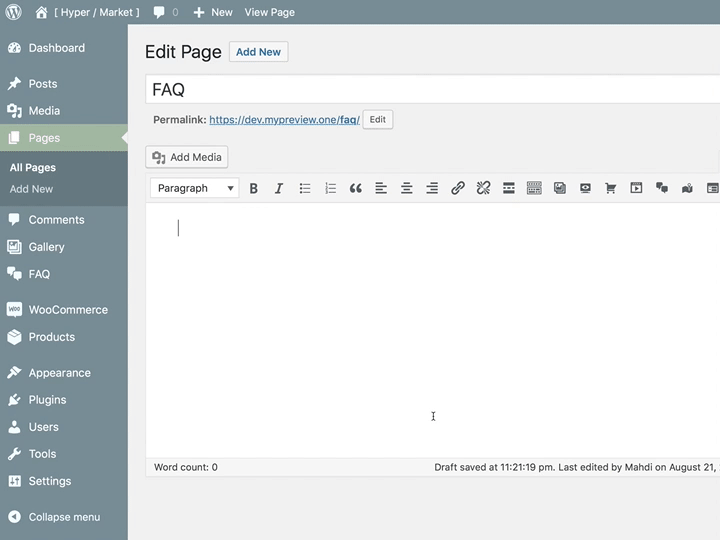 [ Hyper / Market ] 0 New View Page
Dashboard
Posts
Media
Pages
All Pages
Add New
Comments
Gallery
FAQ
WOO WooCommerce
Products
Appearance
Plugins
Users
Tools
Settings
Collapse menu
Edit Page Add New
FAQ
Permalink: https://dev.mypreview.one/faq/ Edit
Add Media
Paragraph B I
Word count: 0 Draft saved at 11:21:19 pm. Last edited by Mahdi on August 21,